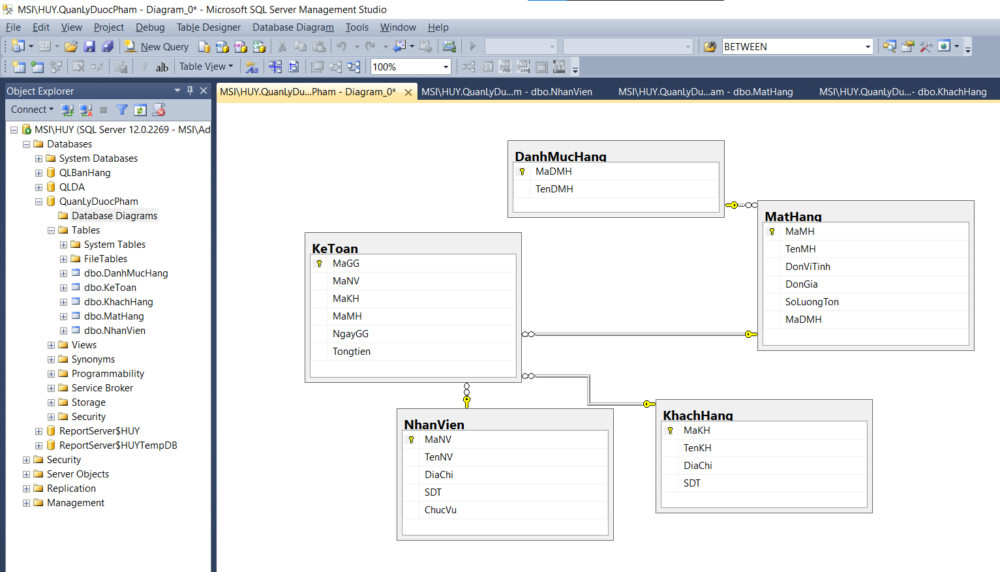 MSI\HUY.QuanLyDuocPham - Diagram_0* - Microsoft SQL Server Management Studio
File Edit View Project Debug Table Designer Database Diagram Tools Window Help
New Query BETWEEN
Table View 100%
Object Explorer
Connect
MSI\HUY (SQL Server 12.0.2269 - MSI\Ad
Databases
System Databases
QLBanHang
QLDA
QuanLyDuocPham
Database Diagrams
Tables
System Tables
FileTables
dbo.DanhMucHang
dbo.KeToan
dbo.KhachHang
dbo.MatHang
dbo.NhanVien
Views
Synonyms
Programmability
Service Broker
Storage
Security
ReportServer$HUY
ReportServer$HUYTempDB
Security
Server Objects
Replication
Management
MSI\HUY.QuanLyDu...Pham - Diagram_0* MSI\HUY.QuanLyDu...m - dbo.NhanVien MSI\HUY.QuanLyDu...am - dbo.MatHang MSI\HUY.QuanLyDu...- dbo.KhachHang
DanhMucHang
MaDMH
TenDMH
MatHang
MaMH
TenMH
DonViTinh
DonGia
SoLuongTon
MaDMH
KeToan
MaGG
MaNV
MaKH
MaMH
NgayGG
Tongtien
NhanVien
MaNV
TenNV
DiaChi
SDT
ChucVu
KhachHang
MaKH
TenKH
DiaChi
SDT